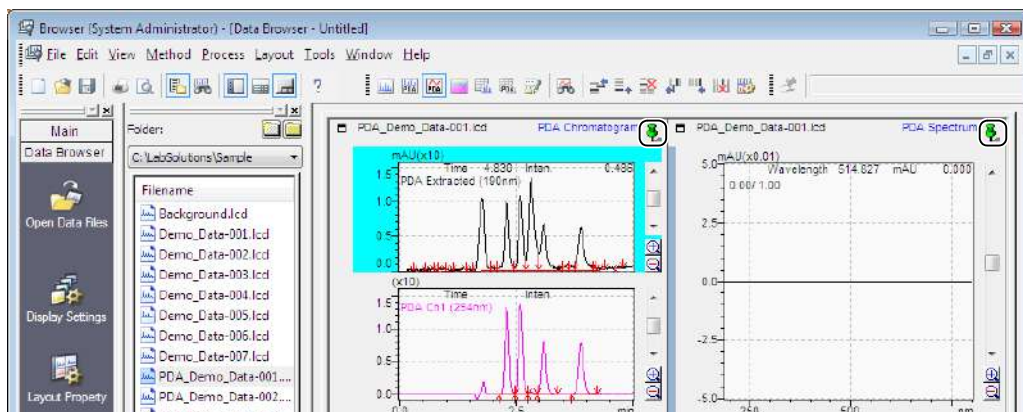 Browser (System Administrator) - [Data Browser - Untitled]
File Edit View Method Process Layout Tools Window Help
Main
Data Browser
Open Data Files
Display Settings
Layout Property
Folder:
C:\LabSolutions\Sample
Filename
Background.lcd
Demo_Data-001.lcd
Demo_Data-002.lcd
Demo_Data-003.lcd
Demo_Data-004.lcd
Demo_Data-005.lcd
Demo_Data-006.lcd
Demo_Data-007.lcd
PDA_Demo_Data-001....
PDA_Demo_Data-002....
PDA_Demo_Data-001.lcd PDA Chromatogram
mAU(x10)
Time 4.830 Inten. 0.438
PDA Extracted (190nm)
1.5
1.0
0.5
0.0
(x10)
Time Inten.
PDA Ch1 (254nm)
1.5
1.0
0.5
0.0
0.0 2.5 min
PDA_Demo_Data-001.lcd PDA Spectrum
mAU(x0.01)
Wavelength 514.827 mAU 0.000
0.00/ 1.00
5.0
2.5
0.0
-2.5
-5.0
250 500 nm